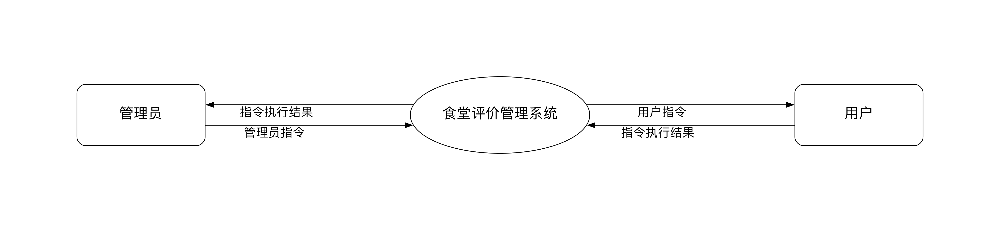 管理员
指令执行结果
管理员指令
食堂评价管理系统
用户指令
指令执行结果
用户